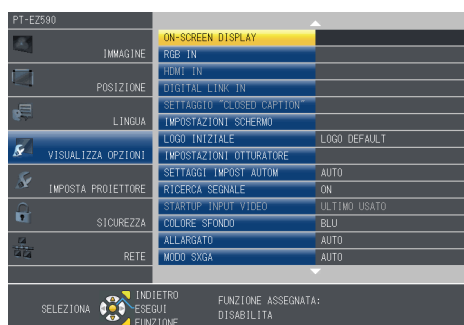 PT-EZ590
IMMAGINE
POSIZIONE
LINGUA
VISUALIZZA OPZIONI
IMPOSTA PROIETTORE
SICUREZZA
RETE
ON-SCREEN DISPLAY
RGB IN
HDMI IN
DIGITAL LINK IN
SETTAGGIO "CLOSED CAPTION"
IMPOSTAZIONI SCHERMO
LOGO INIZIALE LOGO DEFAULT
IMPOSTAZIONI OTTURATORE
SETTAGGI IMPOST AUTOM AUTO
RICERCA SEGNALE ON
STARTUP INPUT VIDEO ULTIMO USATO
COLORE SFONDO BLU
ALLARGATO AUTO
MODO SXGA AUTO
SELEZIONA
INDIETRO
ESEGUI
FUNZIONE
FUNZIONE ASSEGNATA:
DISABILITA